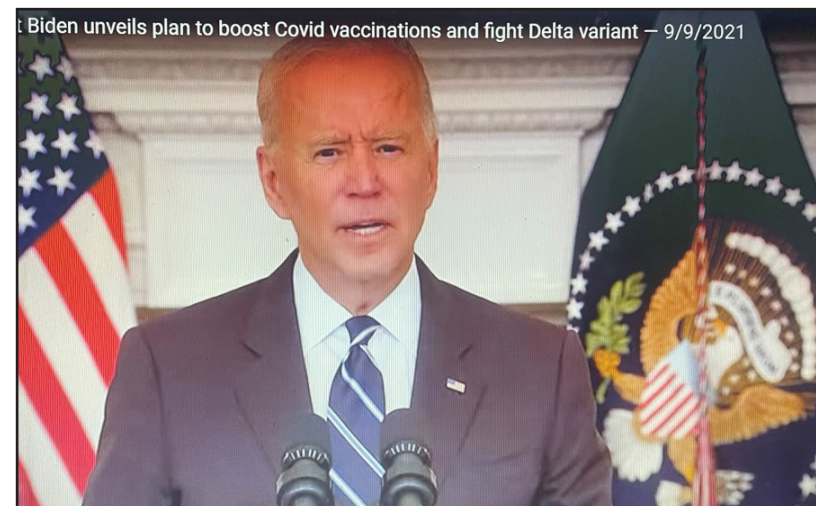 t Biden unveils plan to boost Covid vaccinations and fight Delta variant — 9/9/2021